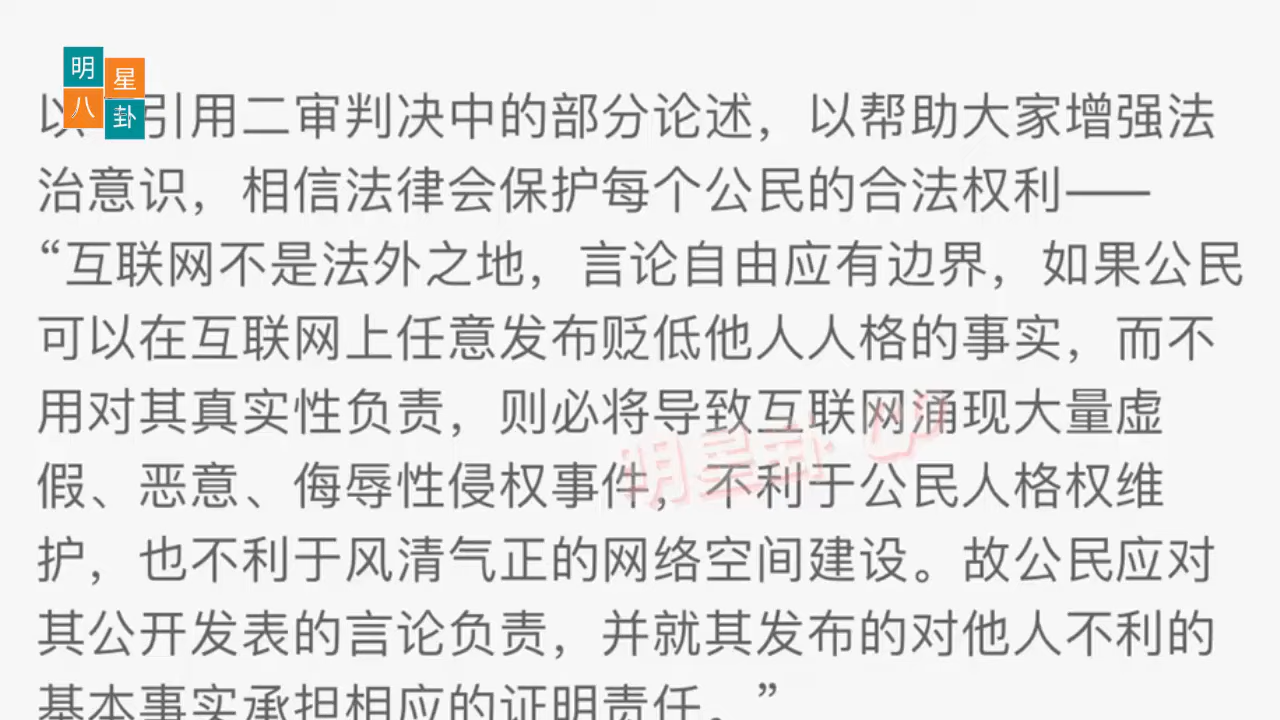 明星
八卦
以 引用二审判决中的部分论述，以帮助大家增强法
治意识，相信法律会保护每个公民的合法权利——
“互联网不是法外之地，言论自由应有边界，如果公民
可以在互联网上任意发布贬低他人人格的事实，而不
用对其真实性负责，则必将导致互联网涌现大量虚
假、恶意、侮辱性侵权事件，不利于公民人格权维
护，也不利于风清气正的网络空间建设。故公民应对
其公开发表的言论负责，并就其发布的对他人不利的
基本事实承担相应的证明责任。”
明星卦